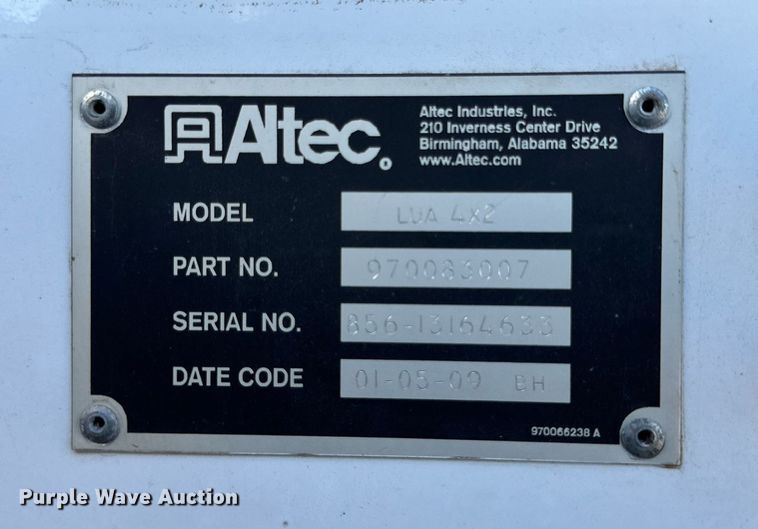 Altec
Altec Industries, Inc.
210 Inverness Center Drive
Birmingham, Alabama 35242
www.Altec.com
MODEL LUA 4X2
PART NO. 970083007
SERIAL NO. 856-13164633
DATE CODE 01-05-09 BH
970066238 A
Purple Wave Auction